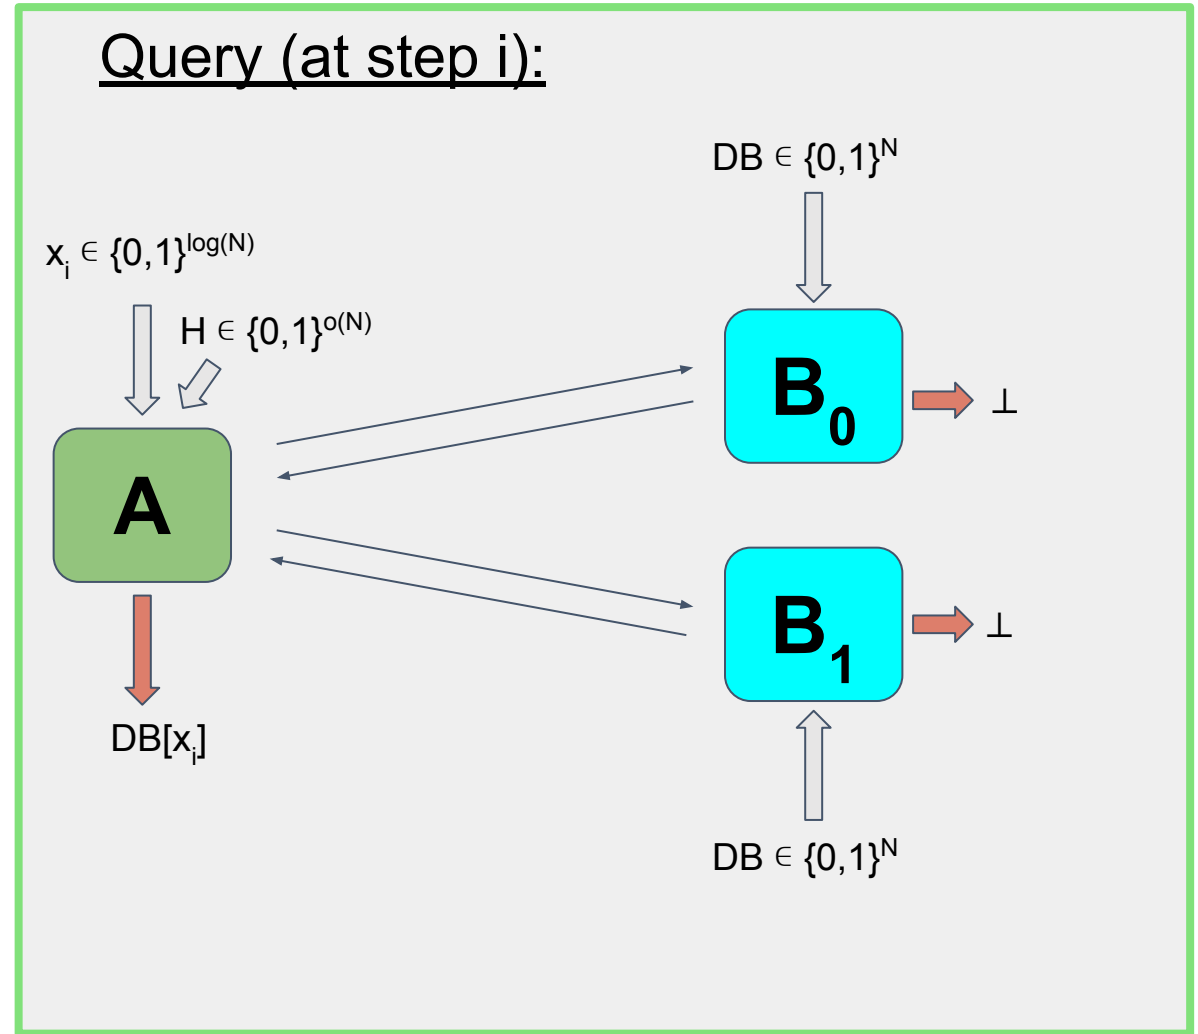 Query (at step i):
DB ∈ {0,1}^N
x_i ∈ {0,1}^log(N)
H ∈ {0,1}^o(N)
B_0
⊥
A
B_1
⊥
DB[x_i]
DB ∈ {0,1}^N